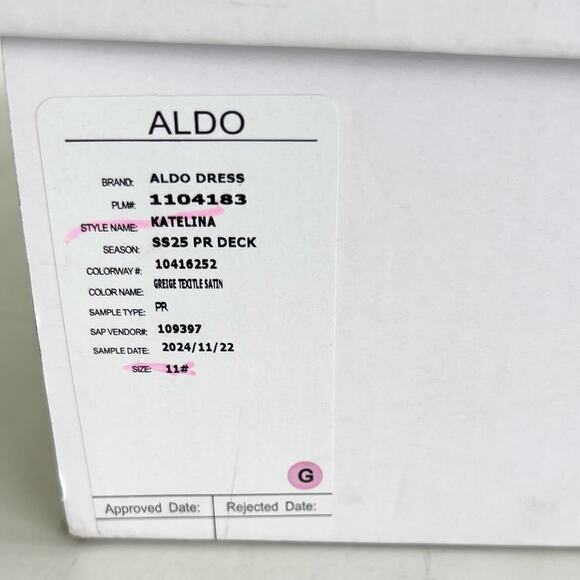 ALDO
BRAND: ALDO DRESS
PLM#: 1104183
STYLE NAME: KATELINA
SEASON: SS25 PR DECK
COLORWAY #: 10416252
COLOR NAME: GREIGE TEXITLE SATIN
SAMPLE TYPE: PR
SAP VENDOR#: 109397
SAMPLE DATE: 2024/11/22
SIZE: 11#
G
Approved Date: Rejected Date: